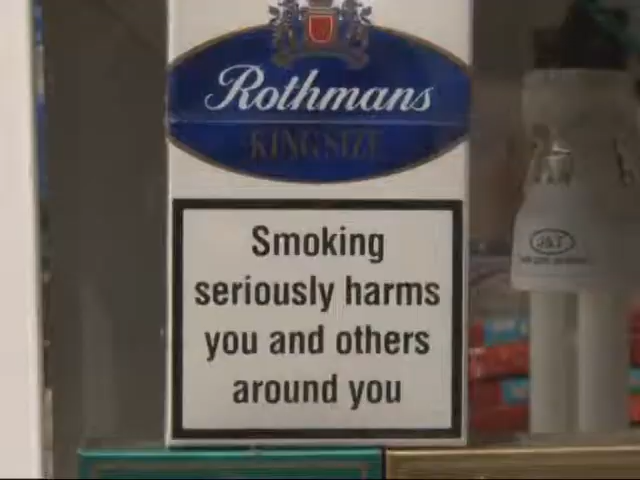 Rothmans
KING SIZE
Smoking
seriously harms
you and others
around you
J&T